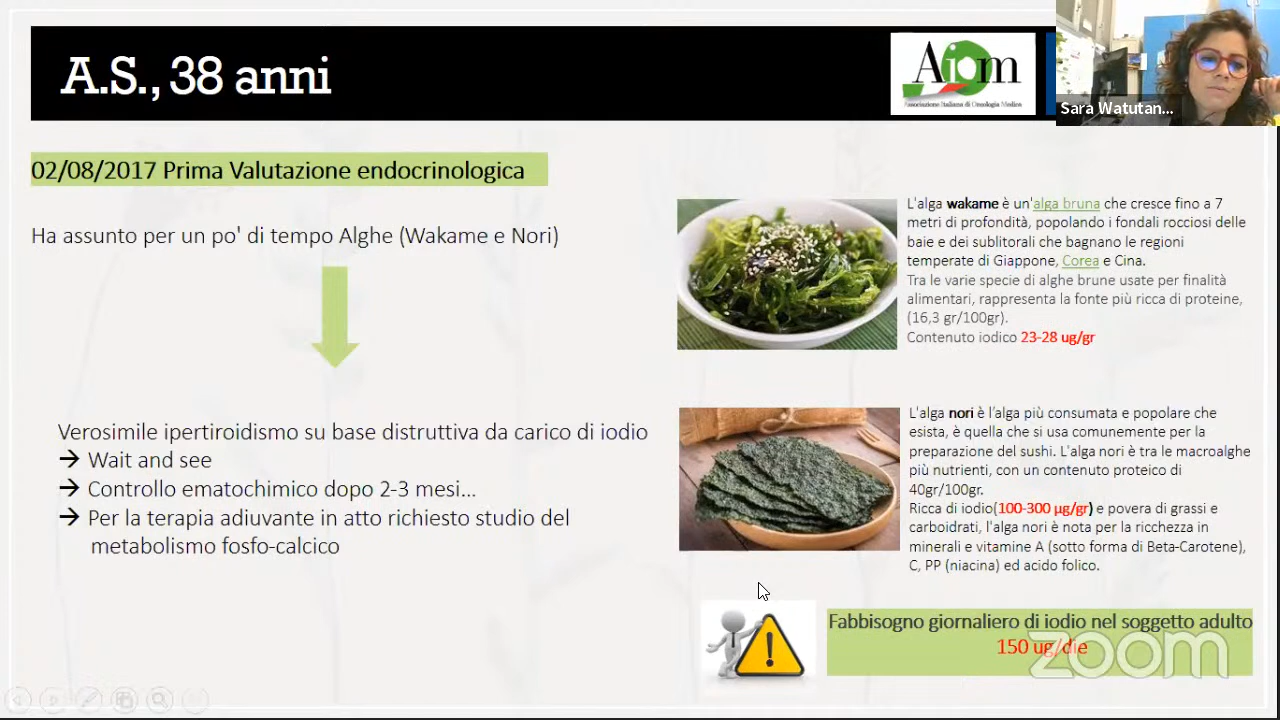 A.S., 38 anni
Aiom
Associazione Italiana di Oncologia Medica
Sara Watutan...
02/08/2017 Prima Valutazione endocrinologica
Ha assunto per un po' di tempo Alghe (Wakame e Nori)
Verosimile ipertiroidismo su base distruttiva da carico di iodio
→ Wait and see
→ Controllo ematochimico dopo 2-3 mesi...
→ Per la terapia adiuvante in atto richiesto studio del
metabolismo fosfo-calcico
L'alga wakame è un'alga bruna che cresce fino a 7
metri di profondità, popolando i fondali rocciosi delle
baie e dei sublitorali che bagnano le regioni
temperate di Giappone, Corea e Cina.
Tra le varie specie di alghe brune usate per finalità
alimentari, rappresenta la fonte più ricca di proteine,
(16,3 gr/100gr).
Contenuto iodico 23-28 ug/gr
L'alga nori è l'alga più consumata e popolare che
esista, è quella che si usa comunemente per la
preparazione del sushi. L'alga nori è tra le macroalghe
più nutrienti, con un contenuto proteico di
40gr/100gr.
Ricca di iodio(100-300 µg/gr) e povera di grassi e
carboidrati, l'alga nori è nota per la ricchezza in
minerali e vitamine A (sotto forma di Beta-Carotene),
C, PP (niacina) ed acido folico.
Fabbisogno giornaliero di iodio nel soggetto adulto
150 ug/die
zoom